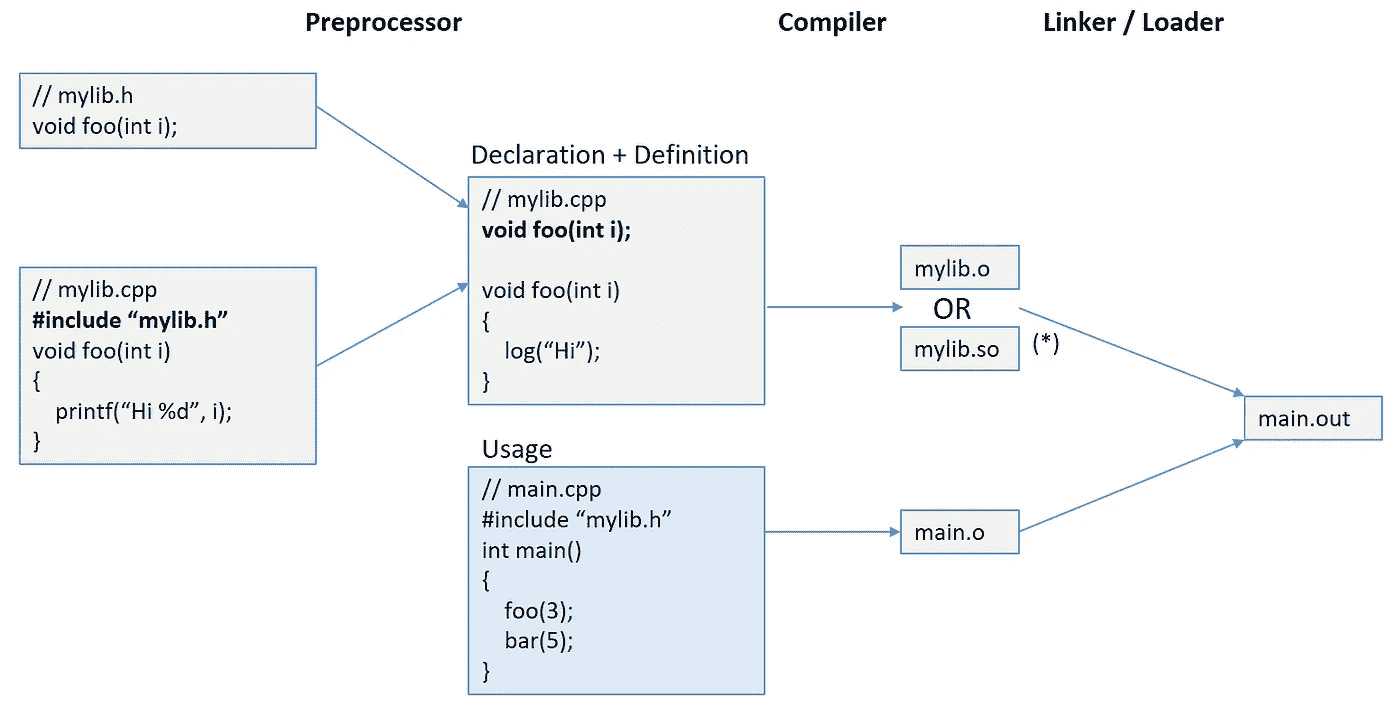 Preprocessor
Compiler
Linker / Loader
// mylib.h
void foo(int i);
// mylib.cpp
#include “mylib.h”
void foo(int i)
{
printf(“Hi %d”, i);
}
Declaration + Definition
// mylib.cpp
void foo(int i);
void foo(int i)
{
log(“Hi”);
}
Usage
// main.cpp
#include “mylib.h”
int main()
{
foo(3);
bar(5);
}
mylib.o
OR
mylib.so
(*)
main.o
main.out